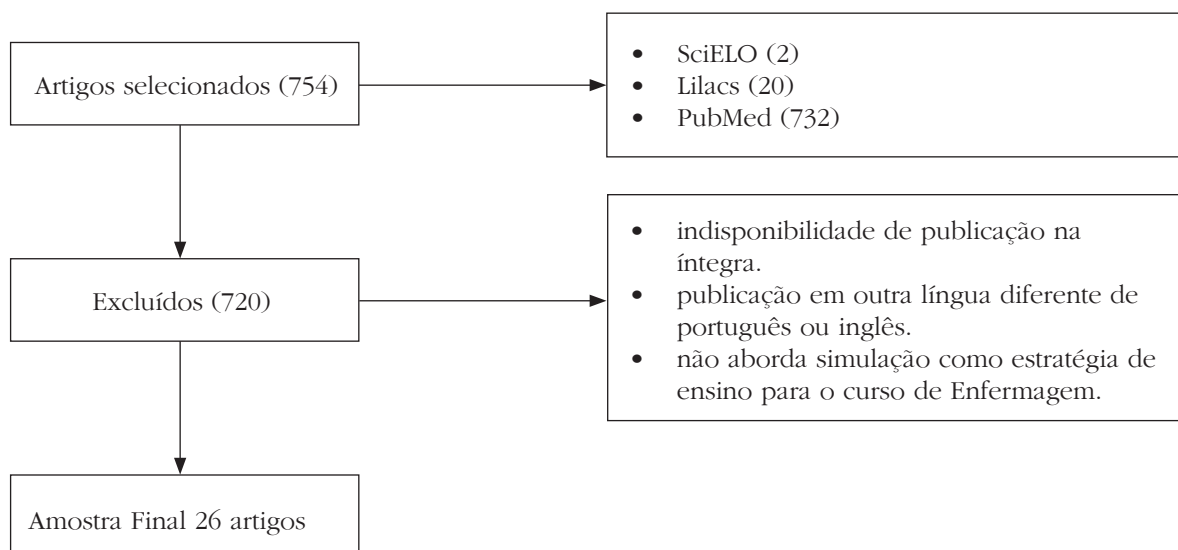 Artigos selecionados (754)
• SciELO (2)
• Lilacs (20)
• PubMed (732)
Excluídos (720)
• indisponibilidade de publicação na
íntegra.
• publicação em outra língua diferente de
português ou inglês.
• não aborda simulação como estratégia de
ensino para o curso de Enfermagem.
Amostra Final 26 artigos